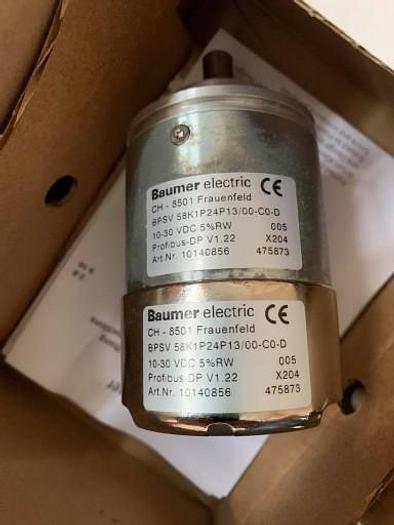 Baumer electric CE
CH - 8501 Frauenfeld
BPSV 58K1P24P13/00-C0-D
10-30 VDC 5%RW 005
Profibus-DP V1.22 X204
Art.Nr. 10140856 475873
Baumer electric CE
CH - 8501 Frauenfeld
BPSV 58K1P24P13/00-C0-D
10-30 VDC 5%RW 005
Profibus-DP V1.22 X204
Art.Nr. 10140856 475873